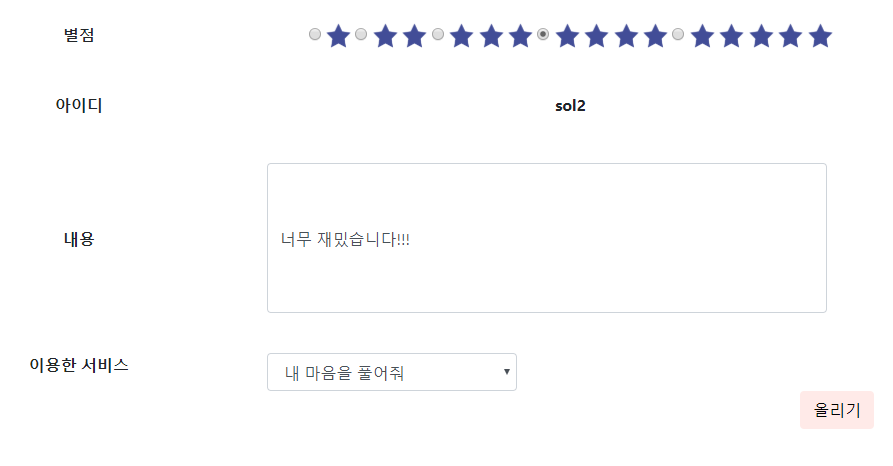 별점
아이디 sol2
내용 너무 재밌습니다!!!
이용한 서비스 내 마음을 풀어줘
올리기